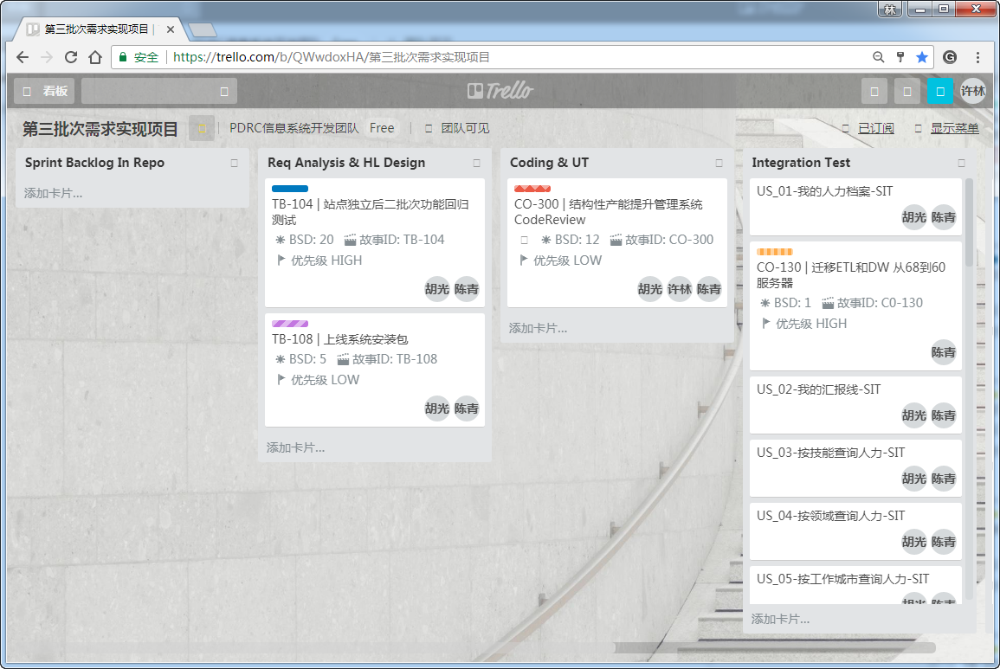 林
第三批次需求实现项目 |
安全 | https://trello.com/b/QWwdoxHA/第三批次需求实现项目
看板
Trello
许林
第三批次需求实现项目
PDRC信息系统开发团队 Free
团队可见
已订阅
显示菜单
Sprint Backlog In Repo
添加卡片...
Req Analysis & HL Design
TB-104 | 站点独立后二批次功能回归
测试
BSD: 20 故事ID: TB-104
优先级 HIGH
胡光 陈青
TB-108 | 上线系统安装包
BSD: 5 故事ID: TB-108
优先级 LOW
胡光 陈青
添加卡片...
Coding & UT
CO-300 | 结构性产能提升管理系统
CodeReview
BSD: 12 故事ID: CO-300
优先级 LOW
胡光 许林 陈青
添加卡片...
Integration Test
US_01-我的人力档案-SIT
胡光 陈青
CO-130 | 迁移ETL和DW 从68到60
服务器
BSD: 1 故事ID: C0-130
优先级 HIGH
陈青
US_02-我的汇报线-SIT
胡光 陈青
US_03-按技能查询人力-SIT
胡光 陈青
US_04-按领域查询人力-SIT
胡光 陈青
US_05-按工作城市查询人力-SIT
胡光 陈青
添加卡片...